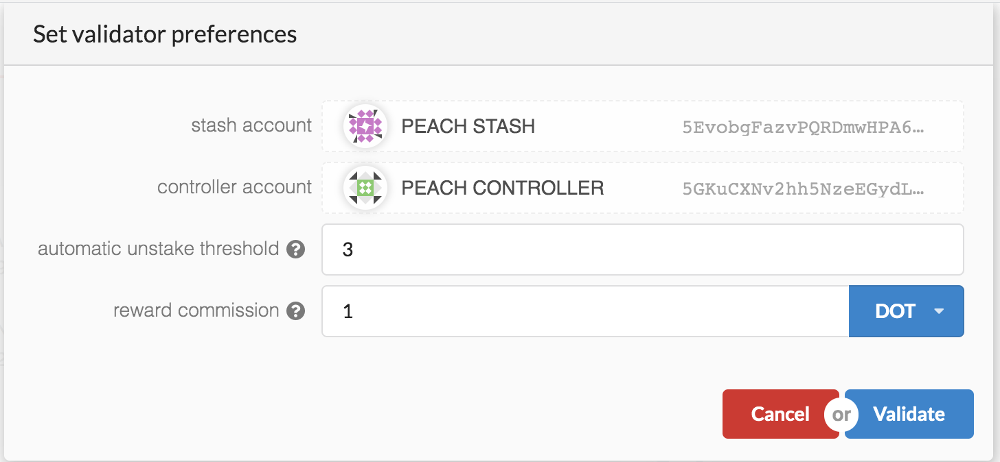 Set validator preferences
stash account PEACH STASH 5EvobgFazvPQRDmwHPA6…
controller account PEACH CONTROLLER 5GKuCXNv2hh5NzeEGydL…
automatic unstake threshold ? 3
reward commission ? 1 DOT
Cancel or Validate